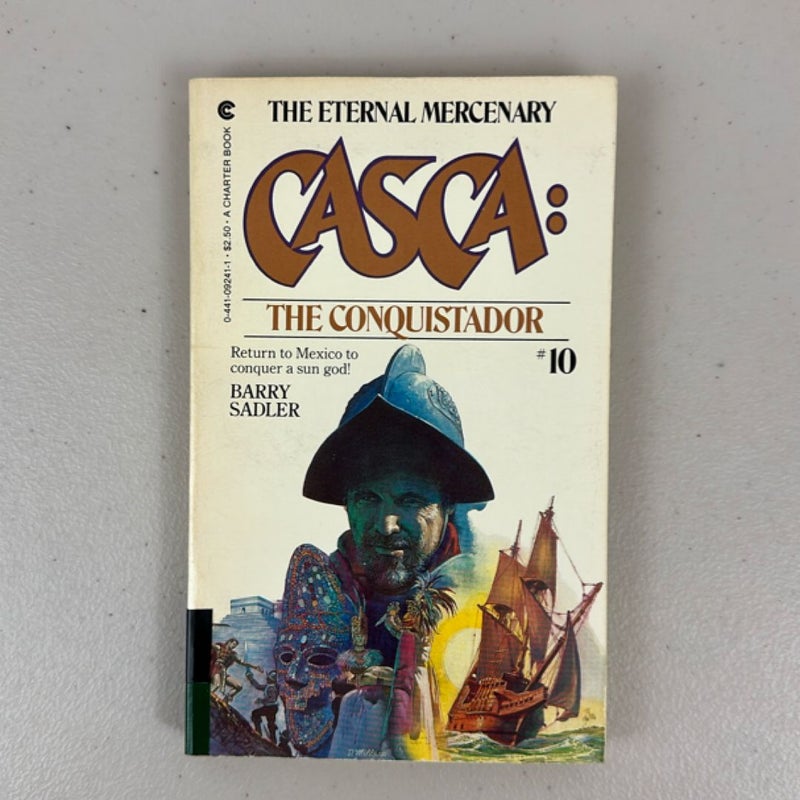 THE ETERNAL MERCENARY
CASCA:
THE CONQUISTADOR
#10
Return to Mexico to
conquer a sun god!
BARRY
SADLER
0-441-09241-1 • $2.50 • A CHARTER BOOK